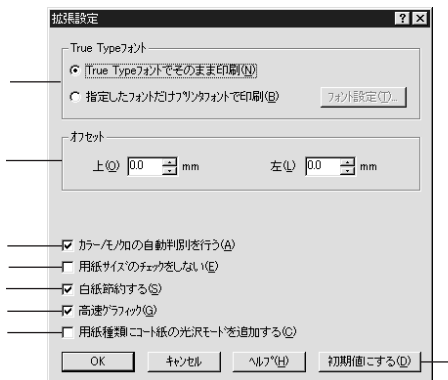 拡張設定
True Typeフォント
True Typeフォントでそのまま印刷(N)
指定したフォントだけプリンタフォントで印刷(B)
フォント設定(T)...
オフセット
上(O) 0.0 mm 左(L) 0.0 mm
カラー/モノクロの自動判別を行う(A)
用紙サイズのチェックをしない(E)
白紙節約する(S)
高速グラフィック(G)
用紙種類にコート紙の光沢モードを追加する(C)
OK キャンセル ヘルプ(H) 初期値にする(D)